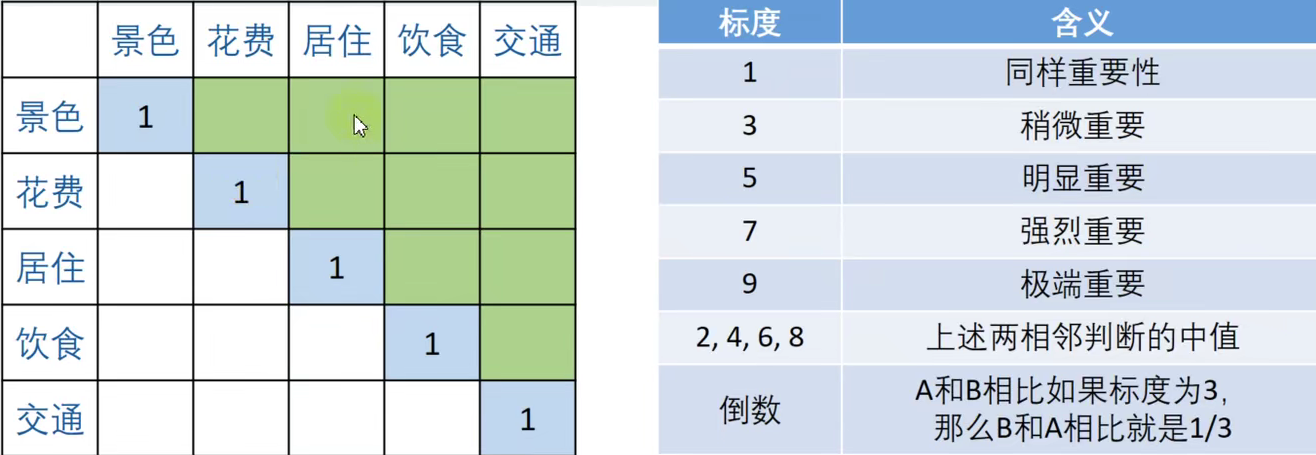 景色 花费 居住 饮食 交通
景色 1
花费 1
居住 1
饮食 1
交通 1
标度 含义
1 同样重要性
3 稍微重要
5 明显重要
7 强烈重要
9 极端重要
2, 4, 6, 8 上述两相邻判断的中值
倒数 A和B相比如果标度为3,
那么B和A相比就是1/3